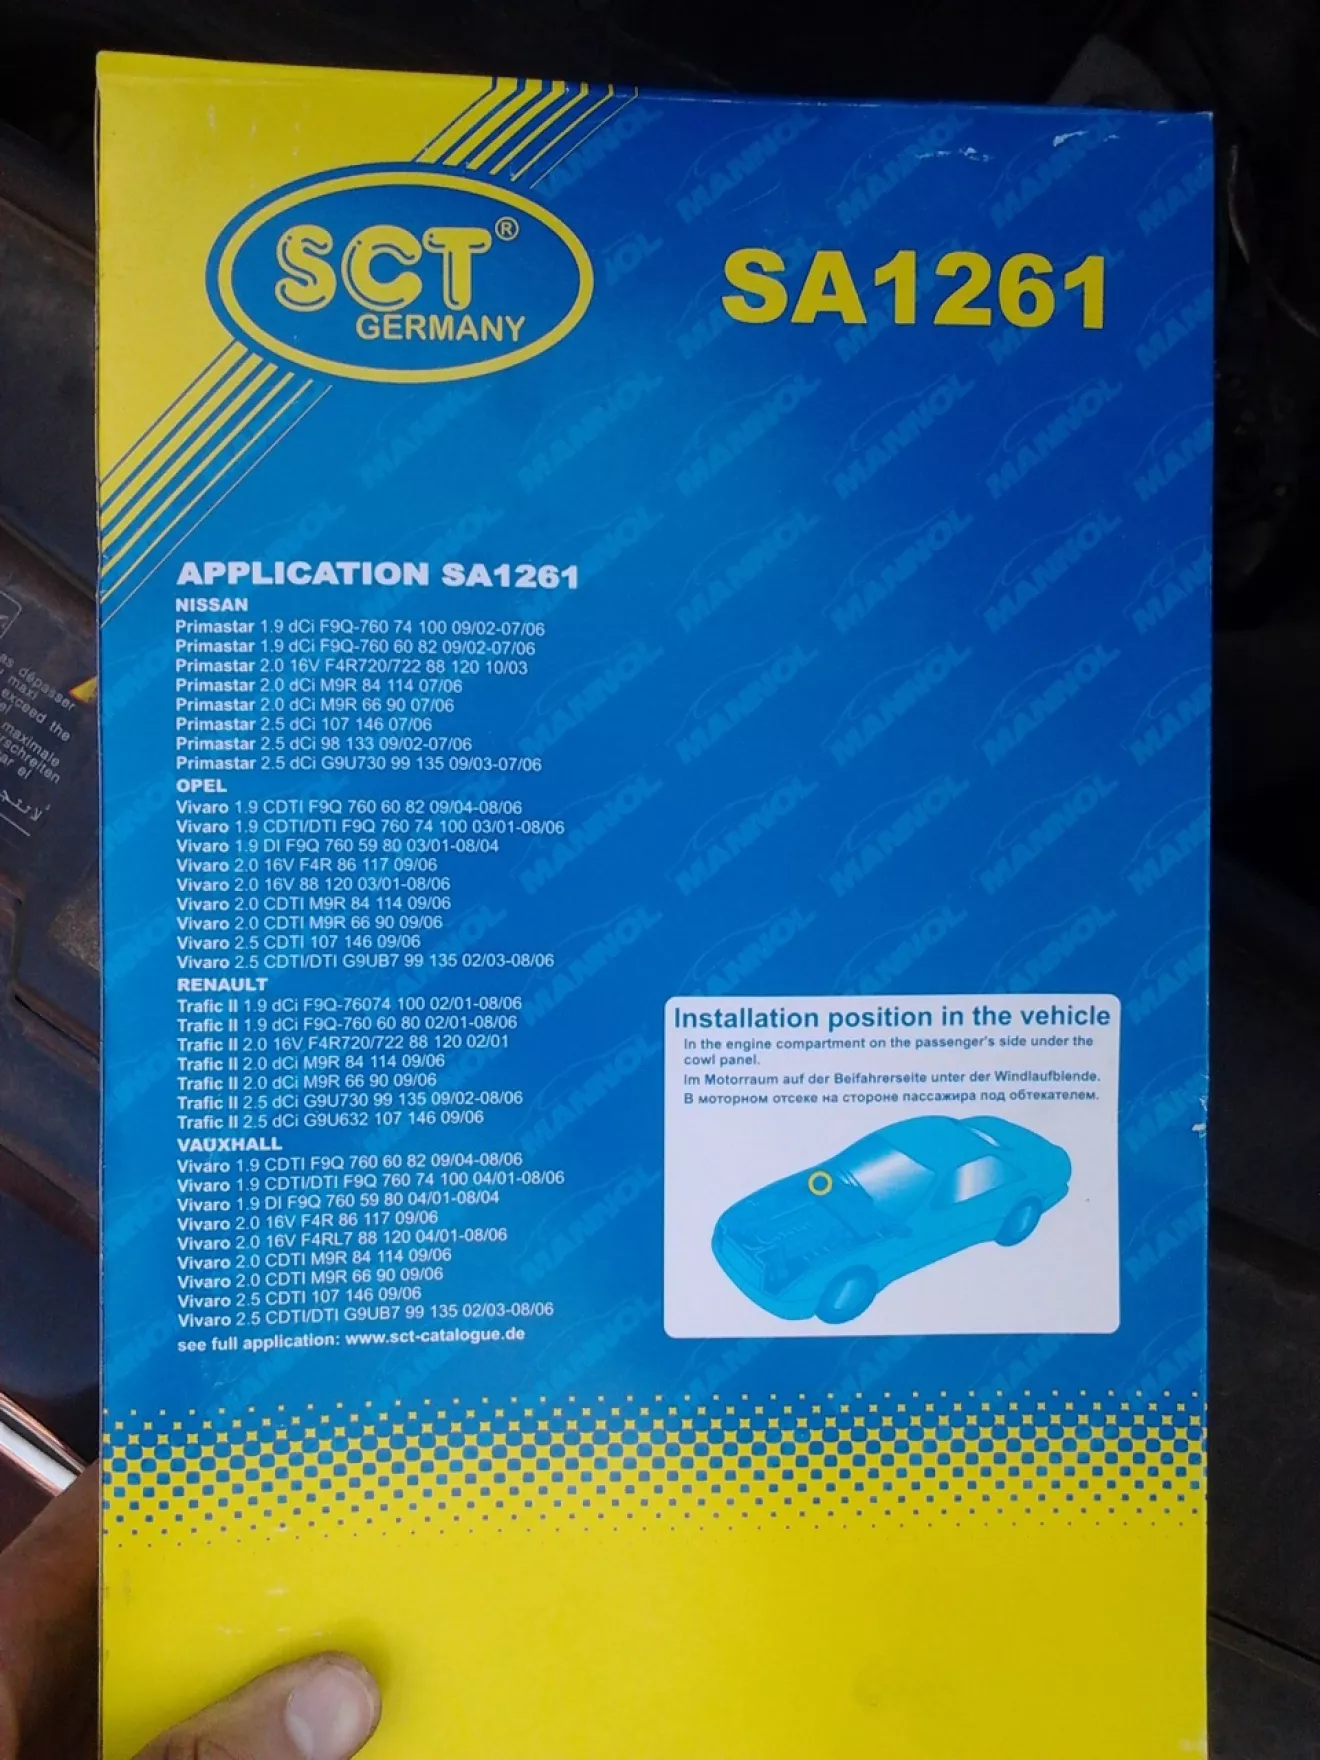 SCT®
GERMANY
SA1261
APPLICATION SA1261
NISSAN
Primastar 1.9 dCi F9Q-760 74 100 09/02-07/06
Primastar 1.9 dCi F9Q-760 60 82 09/02-07/06
Primastar 2.0 16V F4R720/722 88 120 10/03
Primastar 2.0 dCi M9R 84 114 07/06
Primastar 2.0 dCi M9R 66 90 07/06
Primastar 2.5 dCi 107 146 07/06
Primastar 2.5 dCi 98 133 09/02-07/06
Primastar 2.5 dCi G9U730 99 135 09/03-07/06
OPEL
Vivaro 1.9 CDTI F9Q 760 60 82 09/04-08/06
Vivaro 1.9 CDTI/DTI F9Q 760 74 100 03/01-08/06
Vivaro 1.9 DI F9Q 760 59 80 03/01-08/04
Vivaro 2.0 16V F4R 86 117 09/06
Vivaro 2.0 16V 88 120 03/01-08/06
Vivaro 2.0 CDTI M9R 84 114 09/06
Vivaro 2.0 CDTI M9R 66 90 09/06
Vivaro 2.5 CDTI 107 146 09/06
Vivaro 2.5 CDTI/DTI G9UB7 99 135 02/03-08/06
RENAULT
Trafic II 1.9 dCi F9Q-76074 100 02/01-08/06
Trafic II 1.9 dCi F9Q-760 60 80 02/01-08/06
Trafic II 2.0 16V F4R720/722 88 120 02/01
Trafic II 2.0 dCi M9R 84 114 09/06
Trafic II 2.0 dCi M9R 66 90 09/06
Trafic II 2.5 dCi G9U730 99 135 09/02-08/06
Trafic II 2.5 dCi G9U632 107 146 09/06
VAUXHALL
Vivaro 1.9 CDTI F9Q 760 60 82 09/04-08/06
Vivaro 1.9 CDTI/DTI F9Q 760 74 100 04/01-08/06
Vivaro 1.9 DI F9Q 760 59 80 04/01-08/04
Vivaro 2.0 16V F4R 86 117 09/06
Vivaro 2.0 16V F4RL7 88 120 04/01-08/06
Vivaro 2.0 CDTI M9R 84 114 09/06
Vivaro 2.0 CDTI M9R 66 90 09/06
Vivaro 2.5 CDTI 107 146 09/06
Vivaro 2.5 CDTI/DTI G9UB7 99 135 02/03-08/06
see full application: www.sct-catalogue.de
Installation position in the vehicle
In the engine compartment on the passenger's side under the
cowl panel.
Im Motorraum auf der Beifahrerseite unter der Windlaufblende.
В моторном отсеке на стороне пассажира под обтекателем.
MANNOL
as dépasser
maxi
exceed the
maximale